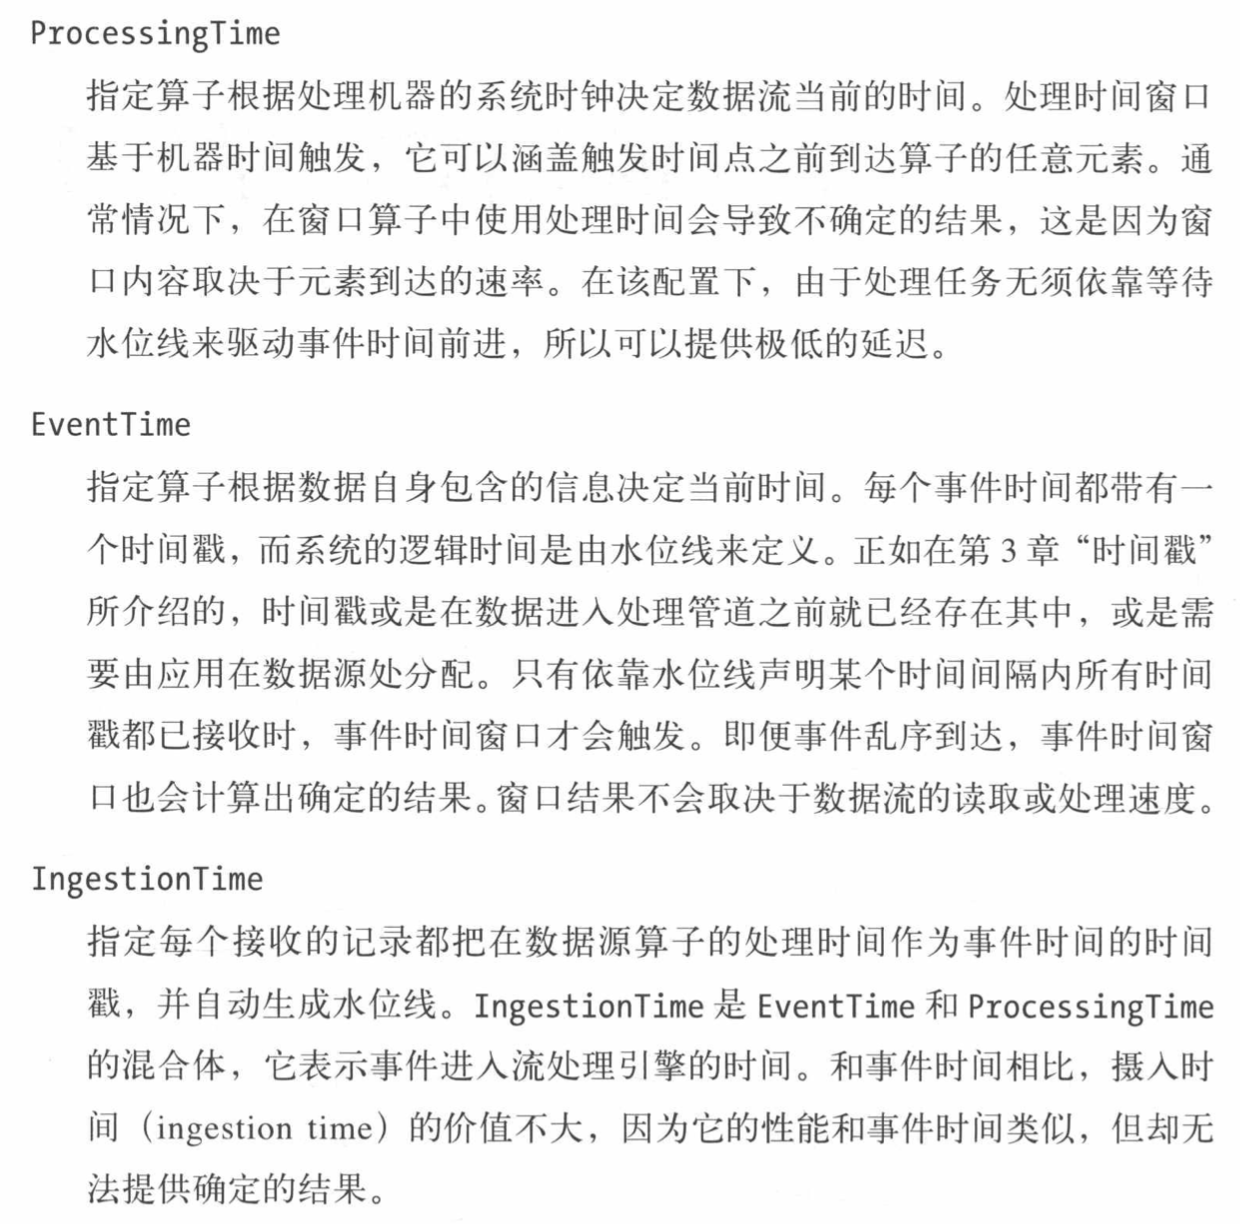 ProcessingTime
指定算子根据处理机器的系统时钟决定数据流当前的时间。处理时间窗口
基于机器时间触发，它可以涵盖触发时间点之前到达算子的任意元素。通
常情况下，在窗口算子中使用处理时间会导致不确定的结果，这是因为窗
口内容取决于元素到达的速率。在该配置下，由于处理任务无须依靠等待
水位线来驱动事件时间前进，所以可以提供极低的延迟。
EventTime
指定算子根据数据自身包含的信息决定当前时间。每个事件时间都带有一
个时间戳，而系统的逻辑时间是由水位线来定义。正如在第 3 章“时间戳”
所介绍的，时间戳或是在数据进入处理管道之前就已经存在其中，或是需
要由应用在数据源处分配。只有依靠水位线声明某个时间间隔内所有时间
戳都已接收时，事件时间窗口才会触发。即便事件乱序到达，事件时间窗
口也会计算出确定的结果。窗口结果不会取决于数据流的读取或处理速度。
IngestionTime
指定每个接收的记录都把在数据源算子的处理时间作为事件时间的时间
戳，并自动生成水位线。IngestionTime 是 EventTime 和 ProcessingTime
的混合体，它表示事件进入流处理引擎的时间。和事件时间相比，摄入时
间（ingestion time）的价值不大，因为它的性能和事件时间类似，但却无
法提供确定的结果。